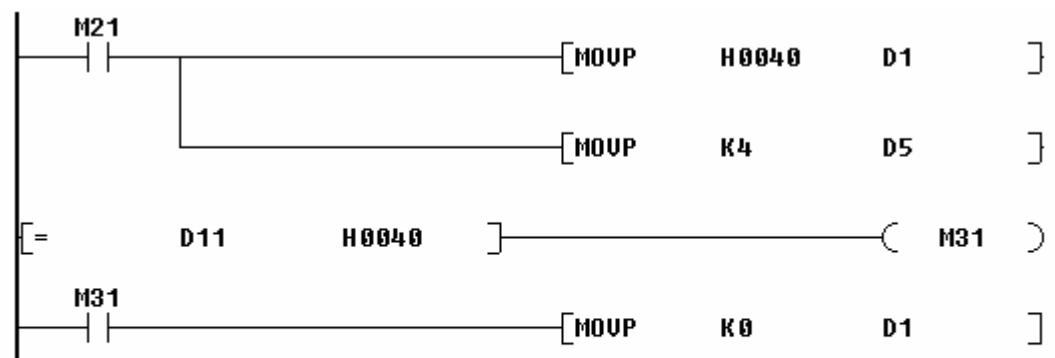 M21
[MOVP H0040 D1 ]
[MOVP K4 D5 ]
[= D11 H0040 ] ( M31 )
M31
[MOVP K0 D1 ]